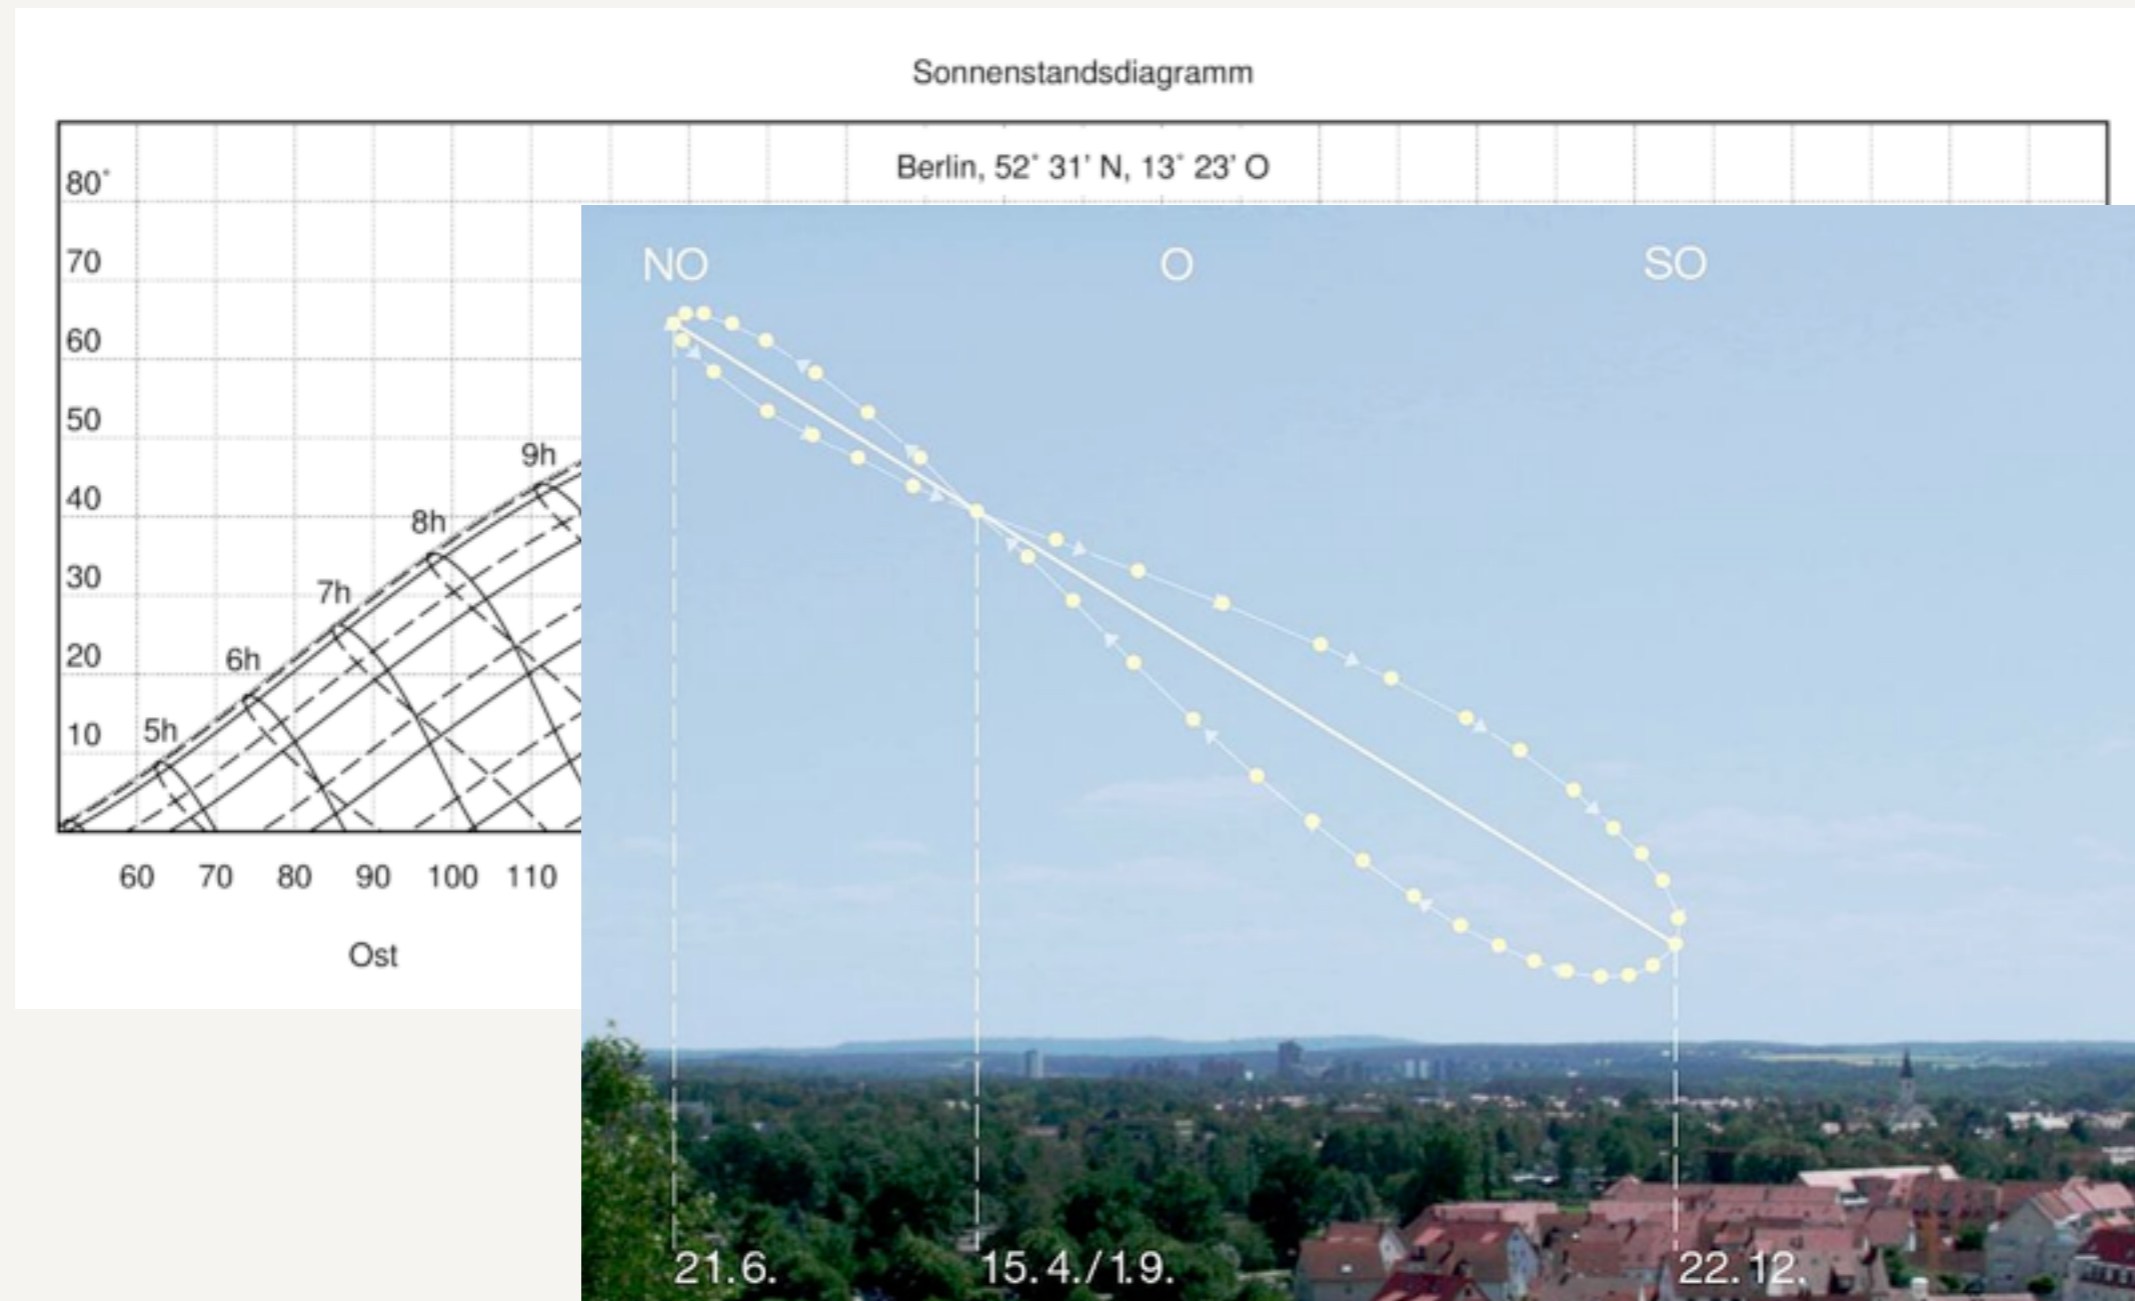 Sonnenstandsdiagramm
Berlin, 52° 31' N, 13° 23' O
80°
70
60
50
40
30
20
10
9h
8h
7h
6h
5h
60 70 80 90 100 110
Ost
NO O SO
21.6. 15.4./1.9. 22.12.